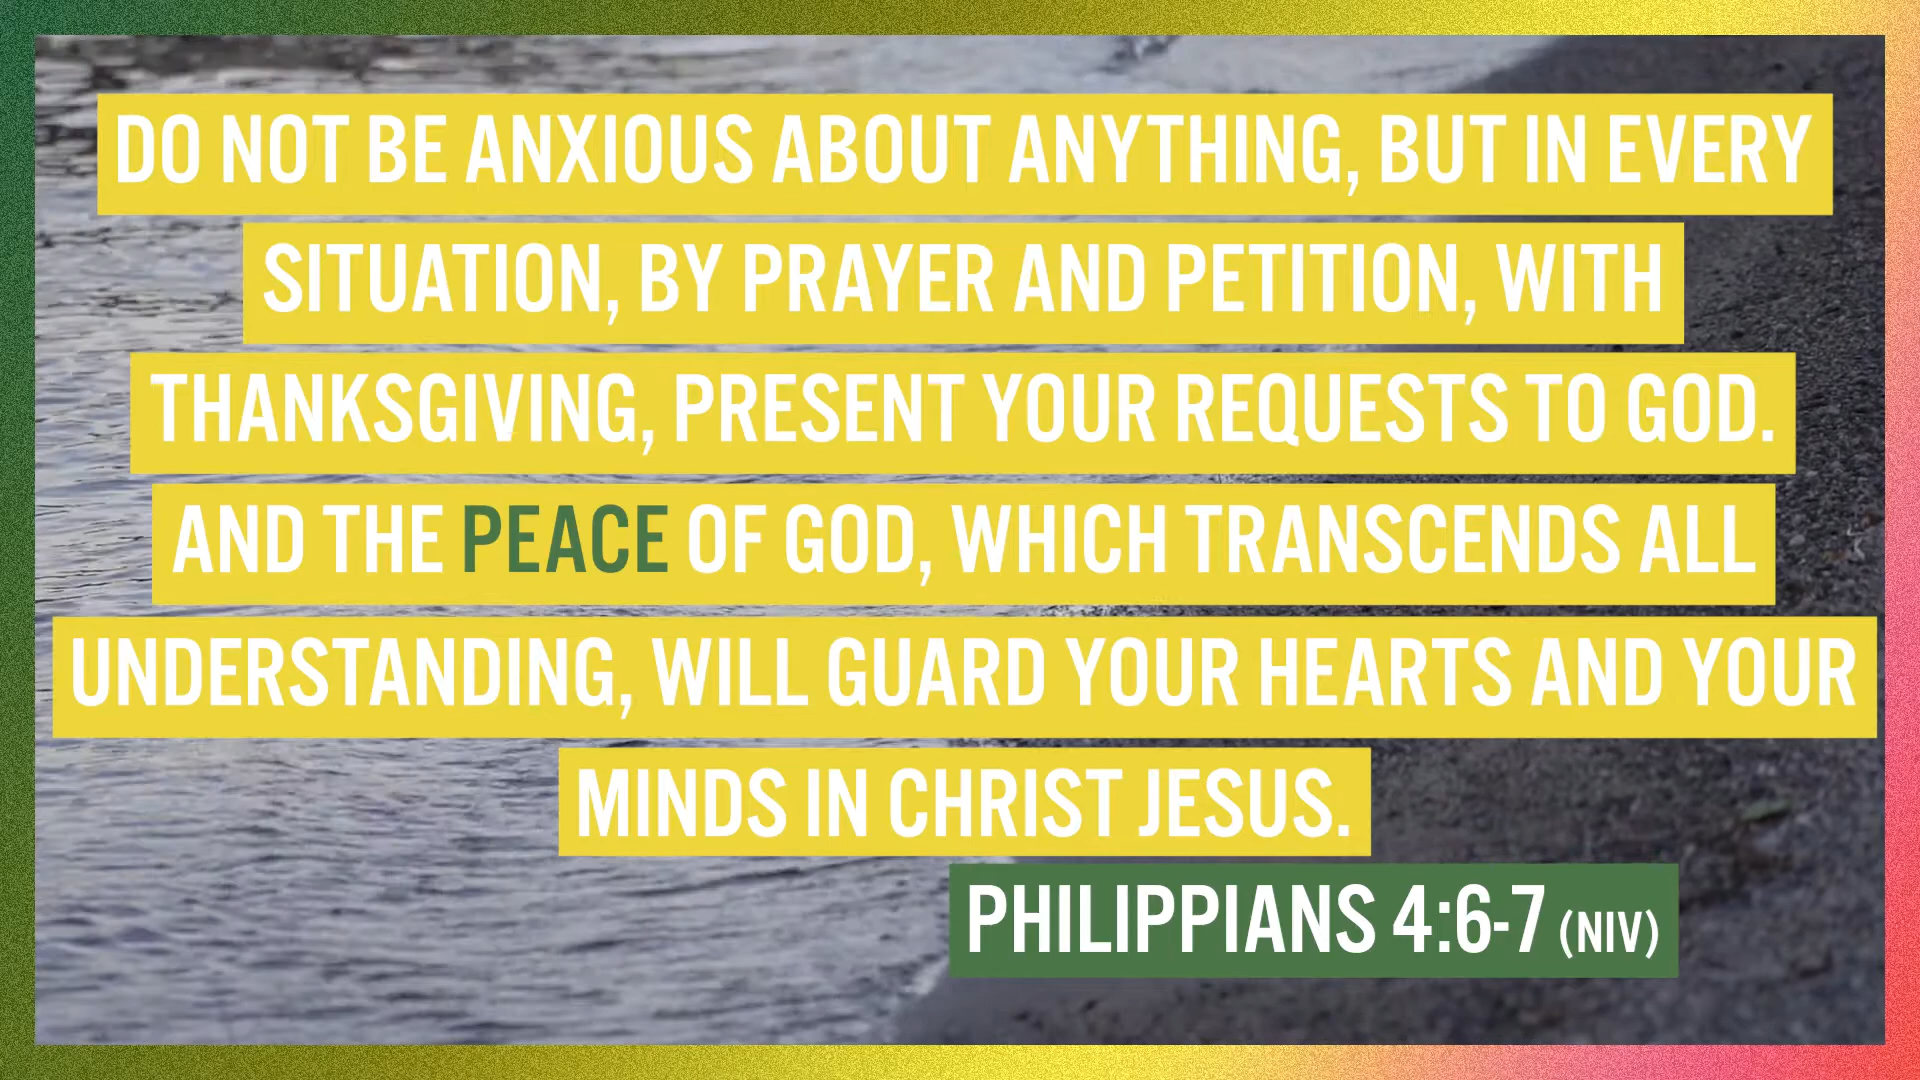 DO NOT BE ANXIOUS ABOUT ANYTHING, BUT IN EVERY
SITUATION, BY PRAYER AND PETITION, WITH
THANKSGIVING, PRESENT YOUR REQUESTS TO GOD.
AND THE PEACE OF GOD, WHICH TRANSCENDS ALL
UNDERSTANDING, WILL GUARD YOUR HEARTS AND YOUR
MINDS IN CHRIST JESUS.
PHILIPPIANS 4:6-7 (NIV)